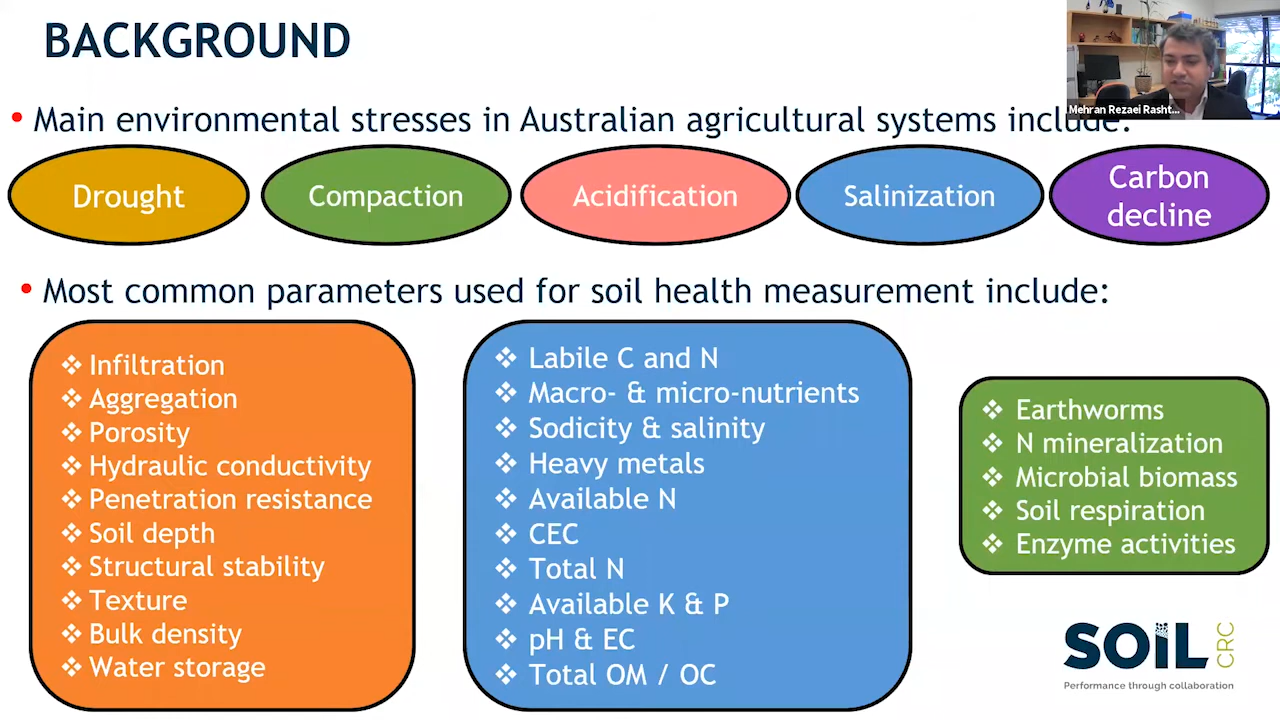 BACKGROUND
Mehran Rezaei Rasht...
• Main environmental stresses in Australian agricultural systems include:
Drought
Compaction
Acidification
Salinization
Carbon
decline
• Most common parameters used for soil health measurement include:
❖ Infiltration
❖ Aggregation
❖ Porosity
❖ Hydraulic conductivity
❖ Penetration resistance
❖ Soil depth
❖ Structural stability
❖ Texture
❖ Bulk density
❖ Water storage
❖ Labile C and N
❖ Macro- & micro-nutrients
❖ Sodicity & salinity
❖ Heavy metals
❖ Available N
❖ CEC
❖ Total N
❖ Available K & P
❖ pH & EC
❖ Total OM / OC
❖ Earthworms
❖ N mineralization
❖ Microbial biomass
❖ Soil respiration
❖ Enzyme activities
SOIL CRC
Performance through collaboration